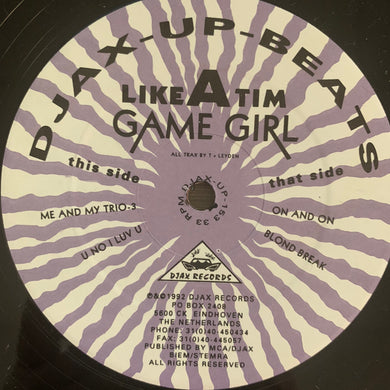 DJAX-UP-BEATS
LIKE A TIM
GAME GIRL
ALL TRAX BY T v LEYDEN
this side
that side
33 RPM-DJAX-UP-153
ME AND MY TRIO:3
ON AND ON
U NO I LUV U
BLOND BREAK
DJAX RECORDS
℗&©1992 DJAX RECORDS
PO BOX 2408
5600 CK EINDHOVEN
THE NETHERLANDS
PHONE: 31(0)40-450434
FAX: 31(0)40-445057
PUBLISHED BY MCA/DJAX
BIEM/STEMRA
ALL RIGHTS